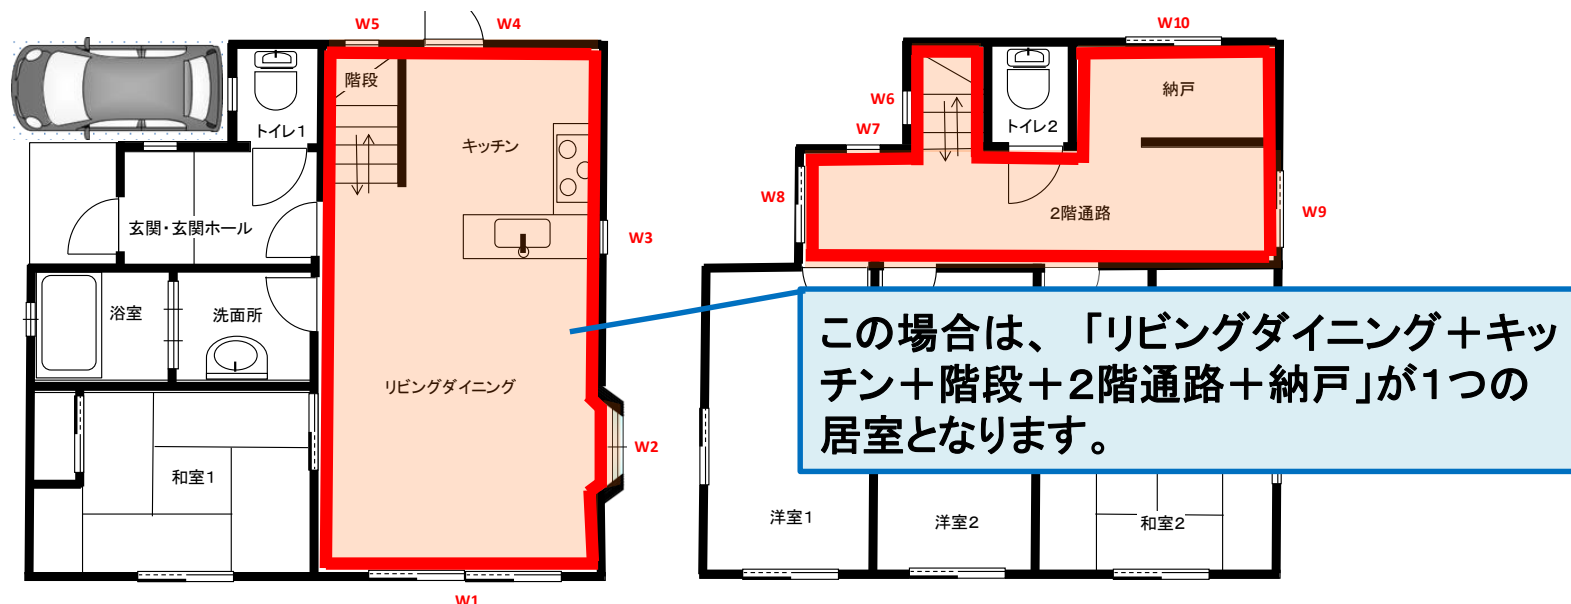 W5
W4
階段
トイレ1
キッチン
玄関・玄関ホール
W3
浴室
洗面所
リビングダイニング
W2
和室1
W1
W10
納戸
W6
トイレ2
W7
W8
2階通路
W9
この場合は、「リビングダイニング+キッ
チン+階段+2階通路+納戸」が1つの
居室となります。
洋室1
洋室2
和室2